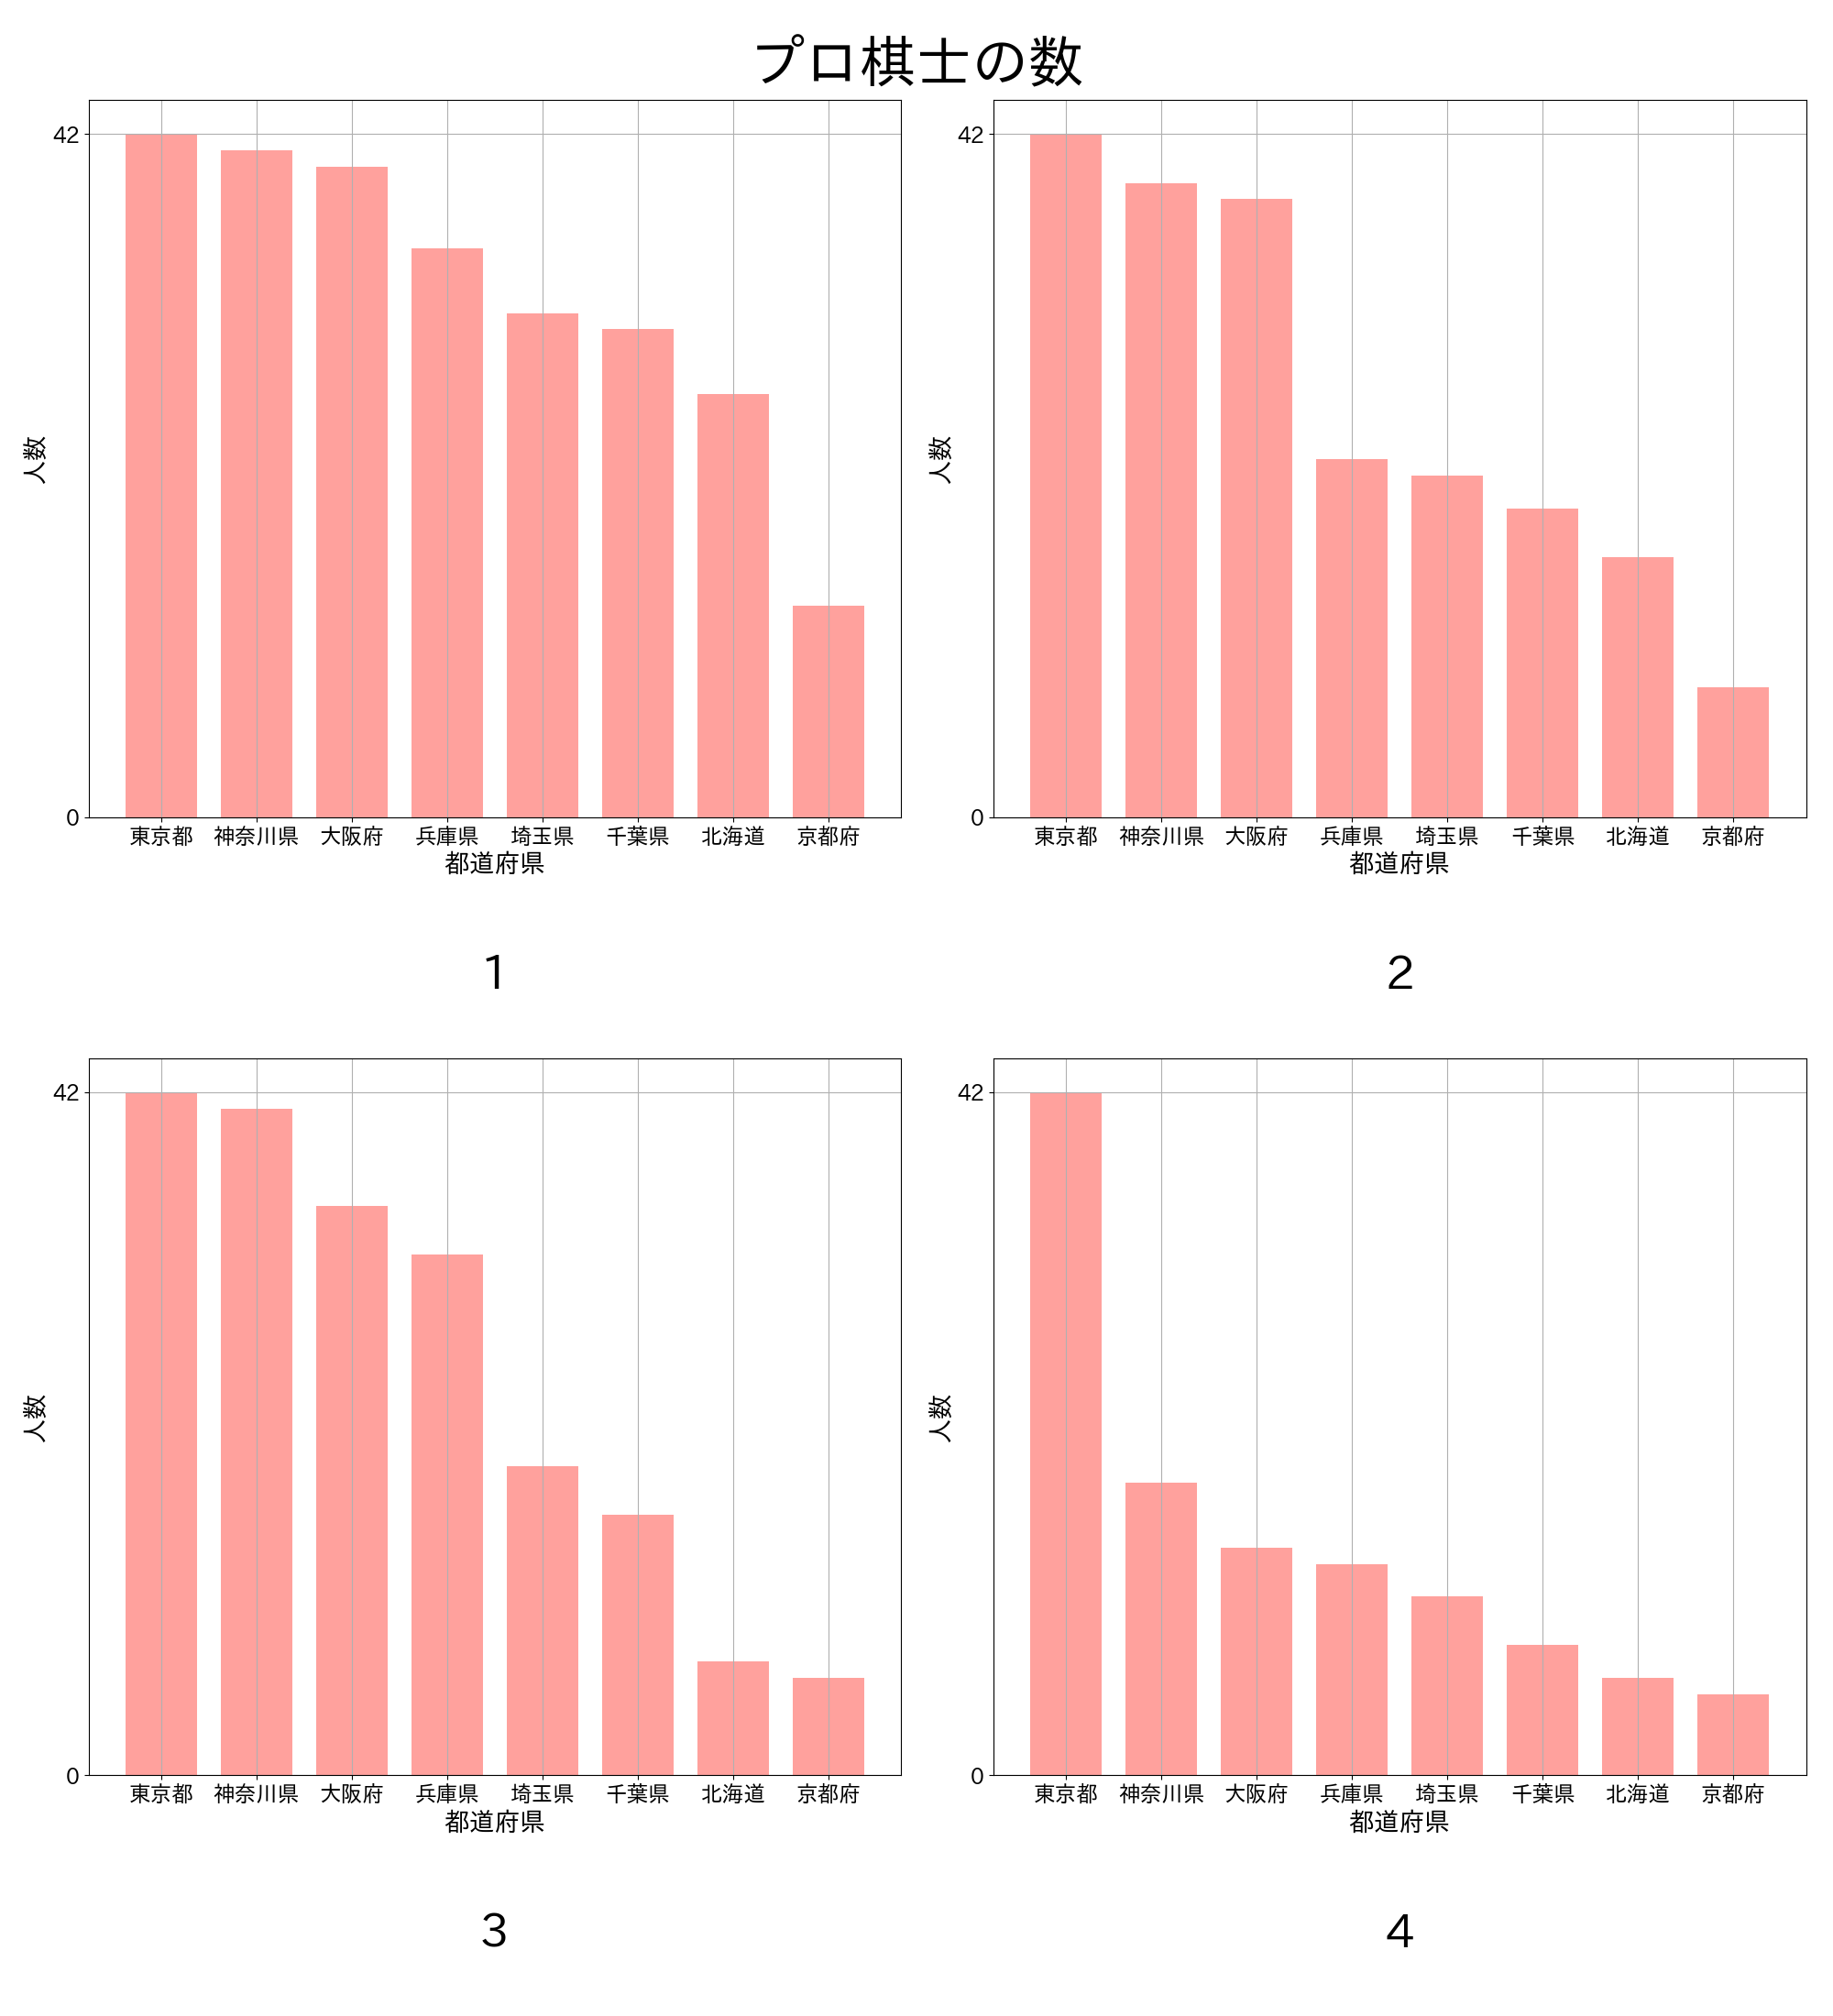 プロ棋士の数
42
0
人数
東京都 神奈川県 大阪府 兵庫県 埼玉県 千葉県 北海道 京都府
都道府県
1
42
0
人数
東京都 神奈川県 大阪府 兵庫県 埼玉県 千葉県 北海道 京都府
都道府県
2
42
0
人数
東京都 神奈川県 大阪府 兵庫県 埼玉県 千葉県 北海道 京都府
都道府県
3
42
0
人数
東京都 神奈川県 大阪府 兵庫県 埼玉県 千葉県 北海道 京都府
都道府県
4